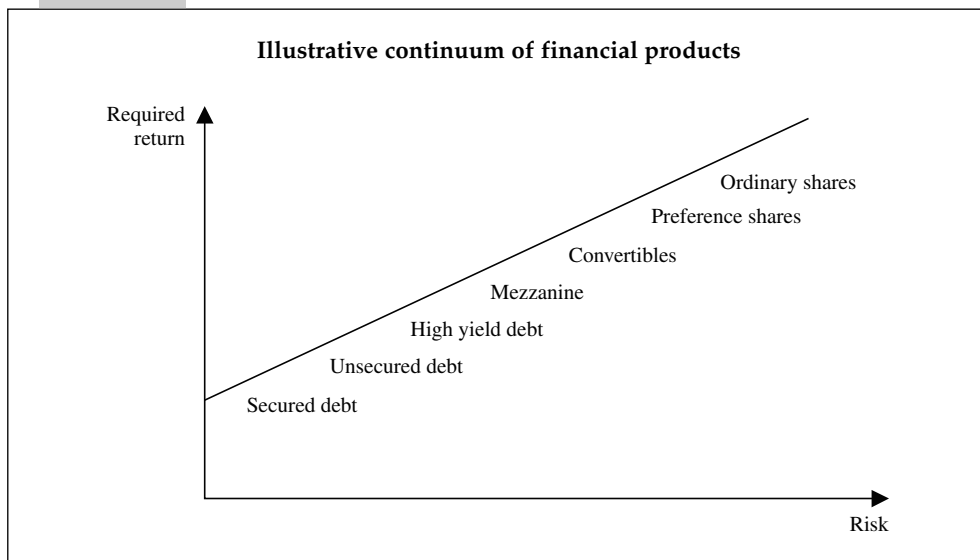 Illustrative continuum of financial products
Required
return
Ordinary shares
Preference shares
Convertibles
Mezzanine
High yield debt
Unsecured debt
Secured debt
Risk